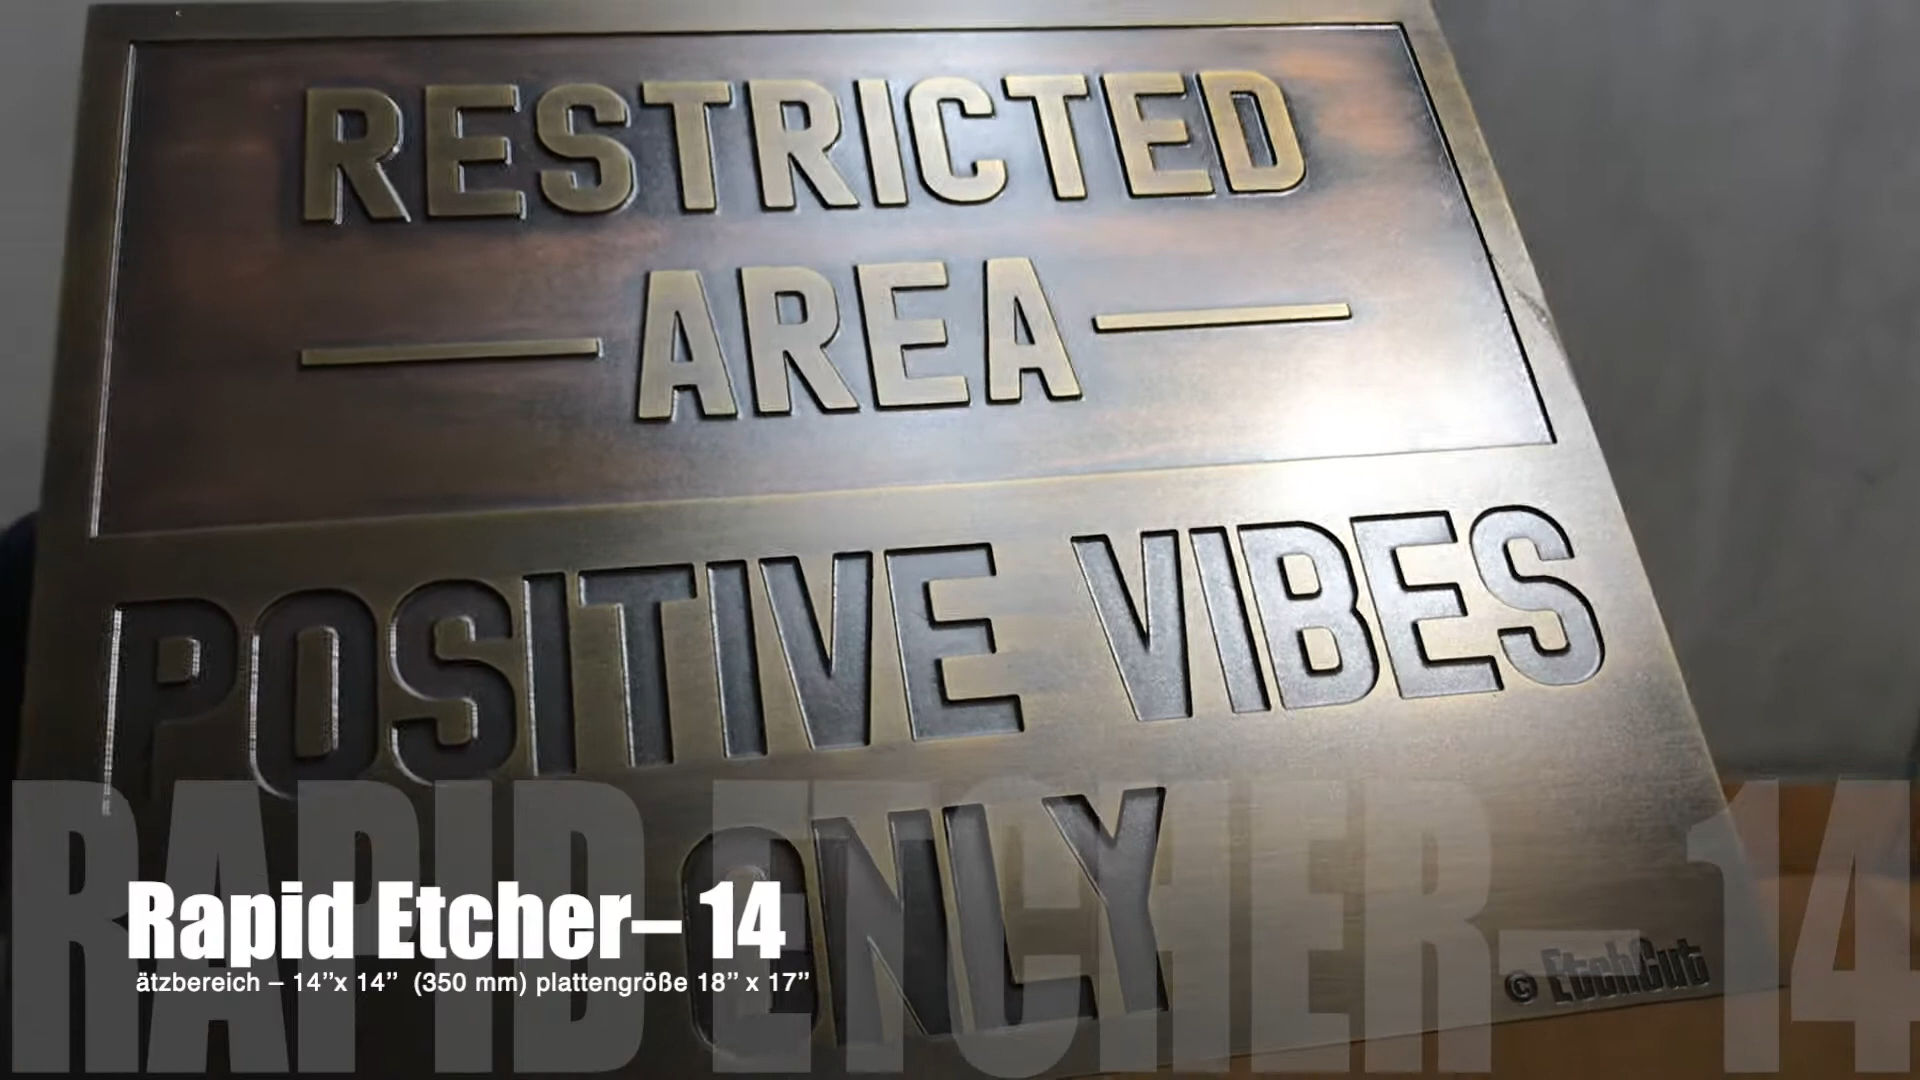 RESTRICTED
AREA
POSITIVE VIBES
ONLY
RAPID ETCHER– 14
Rapid Etcher– 14
ätzbereich – 14’’x 14’’ (350 mm) plattengröße 18’’ x 17’’
© EtchCut